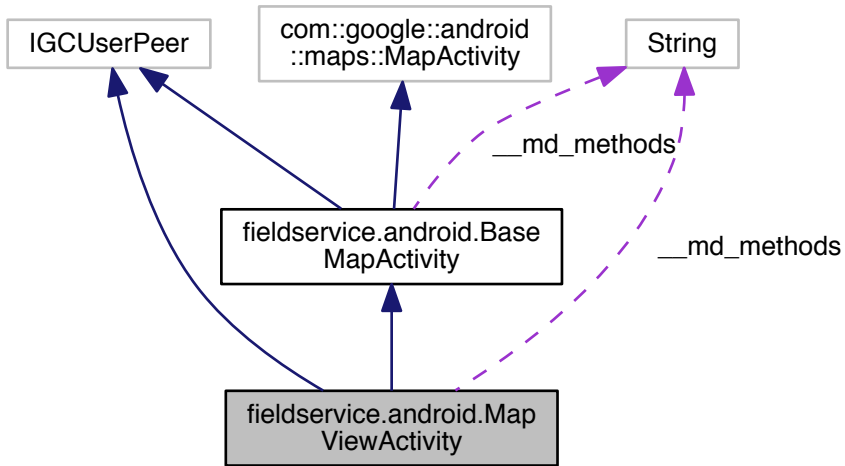 IGCUserPeer
com::google::android
::maps::MapActivity
String
__md_methods
fieldservice.android.Base
MapActivity
__md_methods
fieldservice.android.Map
ViewActivity